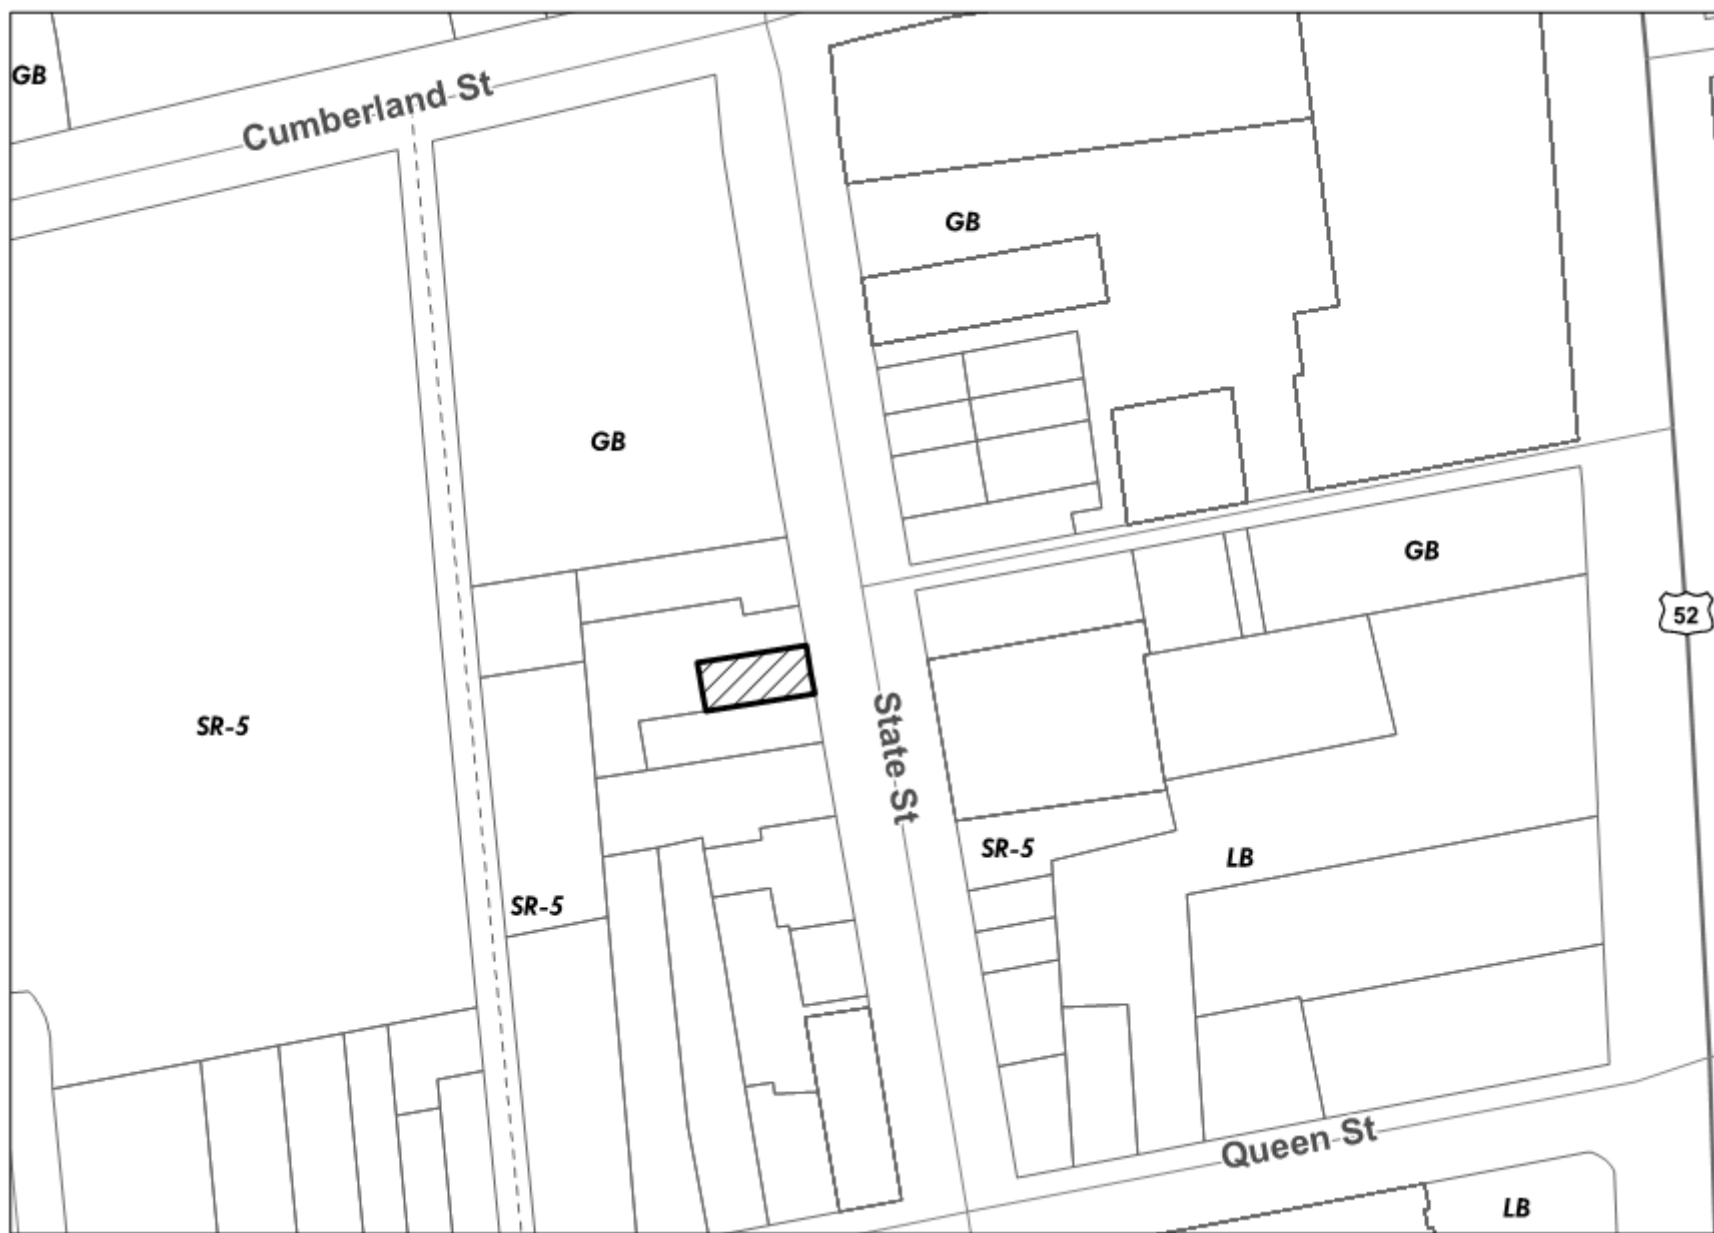 GB
Cumberland St
GB
GB
GB
52
SR-5
State St
SR-5
LB
SR-5
Queen St
LB